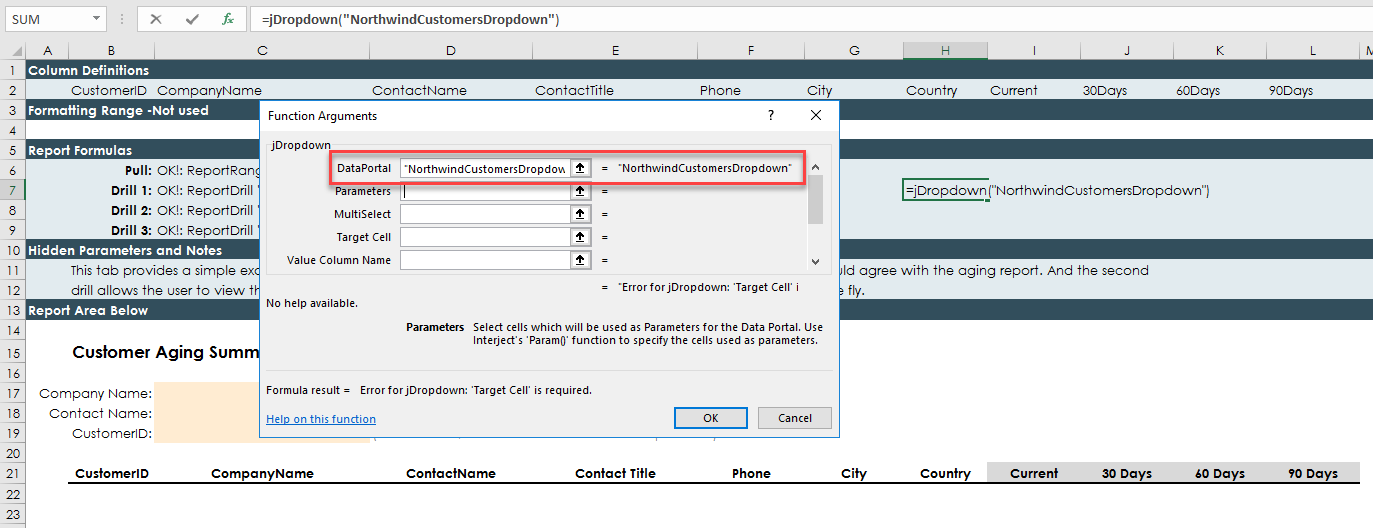 SUM
=jDropdown("NorthwindCustomersDropdown")
A B C D E F G H I J K L M
1 Column Definitions
2 CustomerID CompanyName ContactName ContactTitle Phone City Country Current 30Days 60Days 90Days
3 Formatting Range -Not used
4
5 Report Formulas
6 Pull: OK!: ReportRang
7 Drill 1: OK!: ReportDrill
8 Drill 2: OK!: ReportDrill
9 Drill 3: OK!: ReportDrill
=jDropdown("NorthwindCustomersDropdown")
10 Hidden Parameters and Notes
11 This tab provides a simple exa
uld agree with the aging report. And the second
12 drill allows the user to view th
e fly.
13 Report Area Below
14
15 Customer Aging Summ
16
17 Company Name:
18 Contact Name:
19 CustomerID:
20
21 CustomerID CompanyName ContactName Contact Title Phone City Country Current 30 Days 60 Days 90 Days
22
23
Function Arguments ?
jDropdown
DataPortal "NorthwindCustomersDropdow = "NorthwindCustomersDropdown"
Parameters =
MultiSelect =
Target Cell =
Value Column Name =
= "Error for jDropdown: 'Target Cell' i
No help available.
Parameters Select cells which will be used as Parameters for the Data Portal. Use
Interject's 'Param()' function to specify the cells used as parameters.
Formula result = Error for jDropdown: 'Target Cell' is required.
Help on this function
OK
Cancel